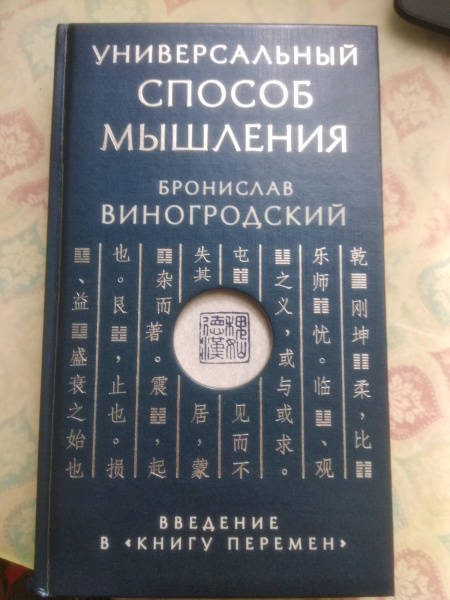 УНИВЕРСАЛЬНЫЙ
СПОСОБ
МЫШЛЕНИЯ
БРОНИСЛАВ
ВИНОГРОДСКИЙ
乾䷀刚坤䷁柔，比䷇
乐师䷆忧。临䷒、观
䷓之义，或与或求。
屯䷂见而不
失其居，蒙
䷃杂而著。震䷲，起
也。艮䷳，止也。损
䷨、益䷩盛衰之始也
ВВЕДЕНИЕ
В «КНИГУ ПЕРЕМЕН»